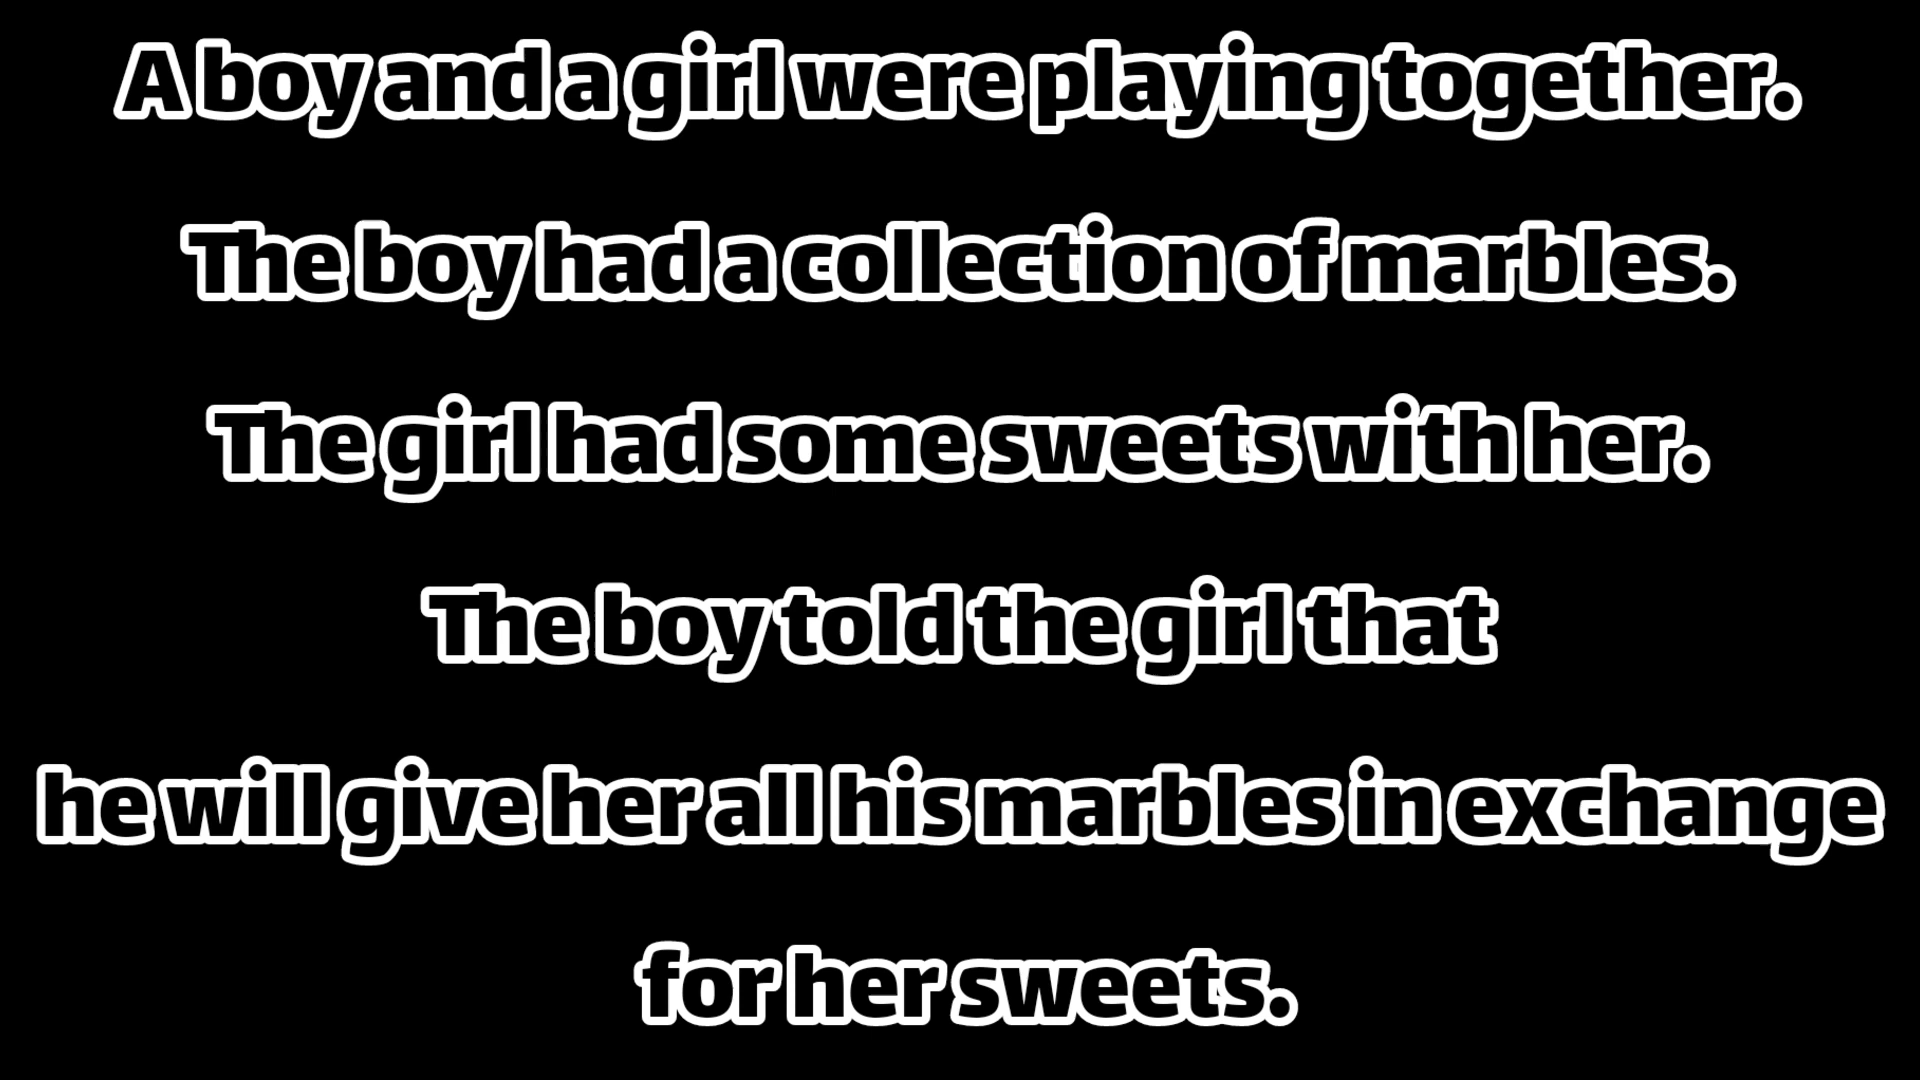 A boy and a girl were playing together.
The boy had a collection of marbles.
The girl had some sweets with her.
The boy told the girl that
he will give her all his marbles in exchange
for her sweets.